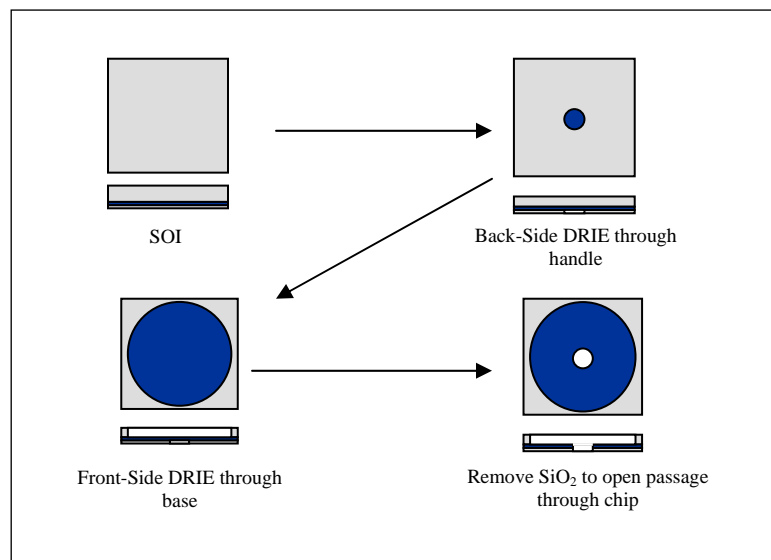 SOI
Back-Side DRIE through
handle
Front-Side DRIE through
base
Remove SiO₂ to open passage
through chip